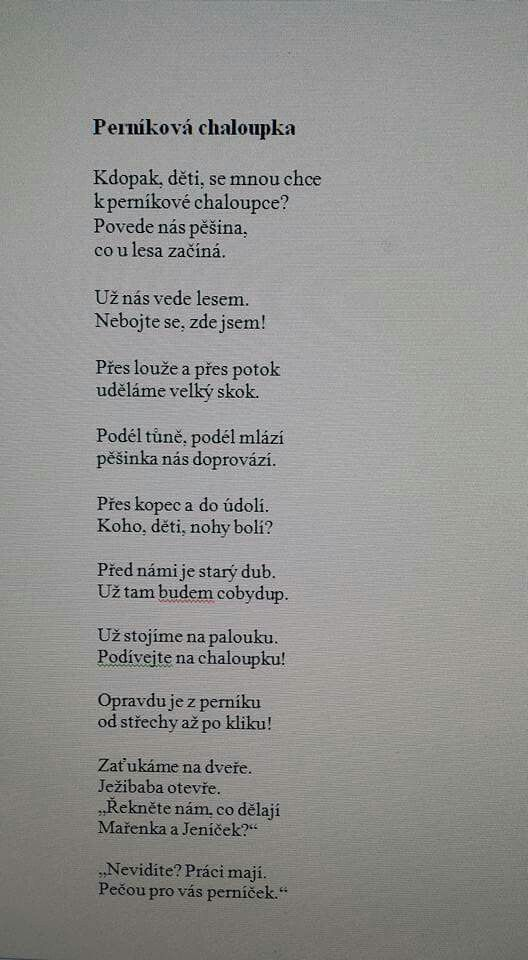 Perníková chaloupka
Kdopak, děti, se mnou chce
k perníkové chaloupce?
Povede nás pěšina,
co u lesa začíná.
Už nás vede lesem.
Nebojte se, zde jsem!
Přes louže a přes potok
uděláme velký skok.
Podél tůně, podél mlází
pěšinka nás doprovází.
Přes kopec a do údolí.
Koho, děti, nohy bolí?
Před námi je starý dub.
Už tam budem cobydup.
Už stojíme na palouku.
Podívejte na chaloupku!
Opravdu je z perníku
od střechy až po kliku!
Zaťukáme na dveře.
Ježibaba otevře.
„Řekněte nám, co dělají
Mařenka a Jeníček?“
„Nevidíte? Práci mají.
Pečou pro vás perníček.“